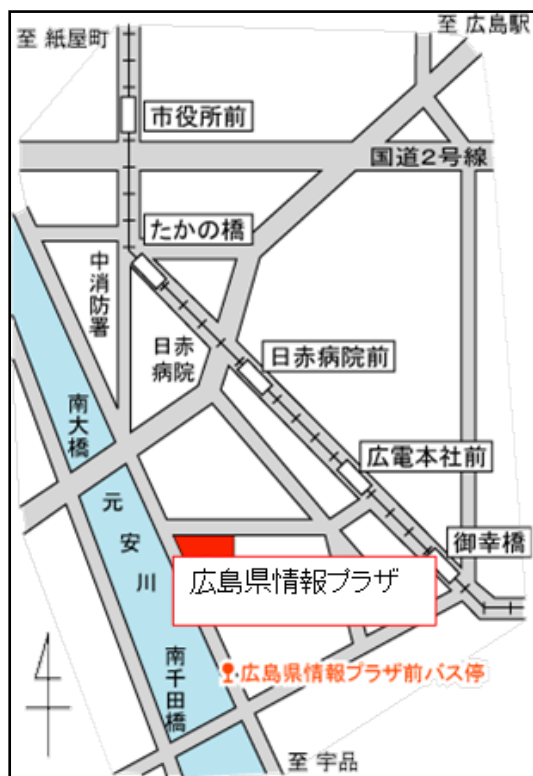 至 紙屋町
至 広島駅
市役所前
国道2号線
たかの橋
中消防署
日赤
病院
日赤病院前
南大橋
広電本社前
元安川
御幸橋
広島県情報プラザ
南千田橋
広島県情報プラザ前バス停
至 宇品